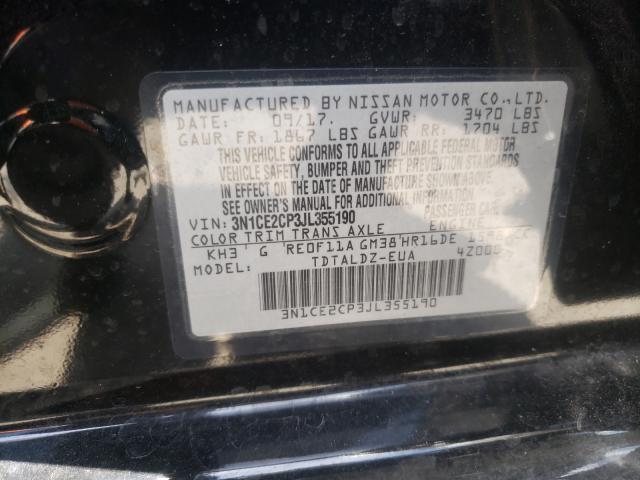 MANUFACTURED BY NISSAN MOTOR CO.,LTD.
DATE: 09/17. GVWR: 3470 LBS
GAWR FR: 1867 LBS GAWR RR: 1704 LBS
THIS VEHICLE CONFORMS TO ALL APPLICABLE FEDERAL MOTOR
VEHICLE SAFETY, BUMPER AND THEFT PREVENTION STANDARDS
IN EFFECT ON THE DATE OF MANUFACTURE SHOWN ABOVE.
SEE OWNER'S MANUAL FOR ADDITIONAL INFORMATION
VIN: 3N1CE2CP3JL355190 PASSENGER CAR
COLOR TRIM TRANS AXLE
KH3 G RE0F11A GM38 HR16DE
MODEL: TDTALDZ-EUA
3N1CE2CP3JL355190